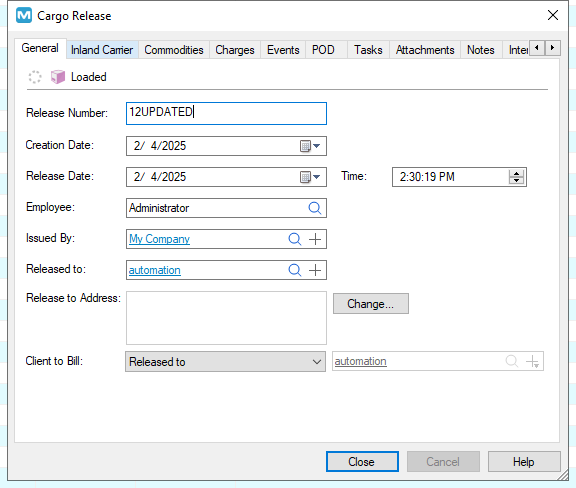 Cargo Release
General Inland Carrier Commodities Charges Events POD Tasks Attachments Notes
Loaded
Release Number: 12UPDATED
Creation Date: 2/ 4/2025
Release Date: 2/ 4/2025 Time: 2:30:19 PM
Employee: Administrator
Issued By: My Company
Released to: automation
Release to Address: Change...
Client to Bill: Released to automation
Close Cancel Help